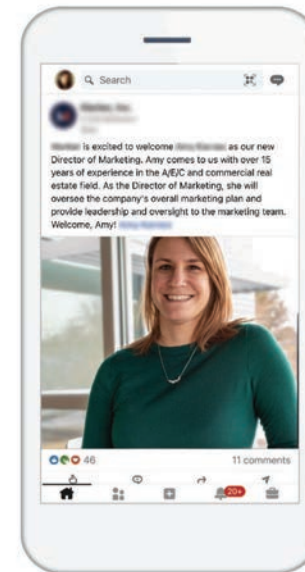 Search
is excited to welcome as our new
Director of Marketing. Amy comes to us with over 15
years of experience in the A/E/C and commercial real
estate field. As the Director of Marketing, she will
oversee the company's overall marketing plan and
provide leadership and oversight to the marketing team.
Welcome, Amy!
46
11 comments
20+